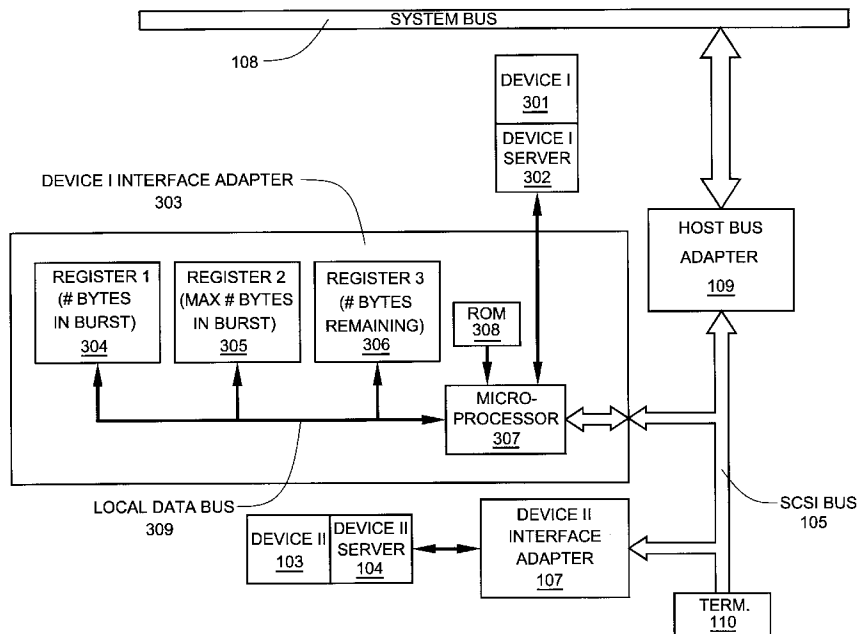 SYSTEM BUS
108
DEVICE I
301
DEVICE I
SERVER
302
DEVICE I INTERFACE ADAPTER
303
HOST BUS
ADAPTER
109
REGISTER 1
(# BYTES
IN BURST)
304
REGISTER 2
(MAX # BYTES
IN BURST)
305
REGISTER 3
(# BYTES
REMAINING)
306
ROM
308
MICRO-
PROCESSOR
307
LOCAL DATA BUS
309
SCSI BUS
105
DEVICE II
103
DEVICE II
SERVER
104
DEVICE II
INTERFACE
ADAPTER
107
TERM.
110